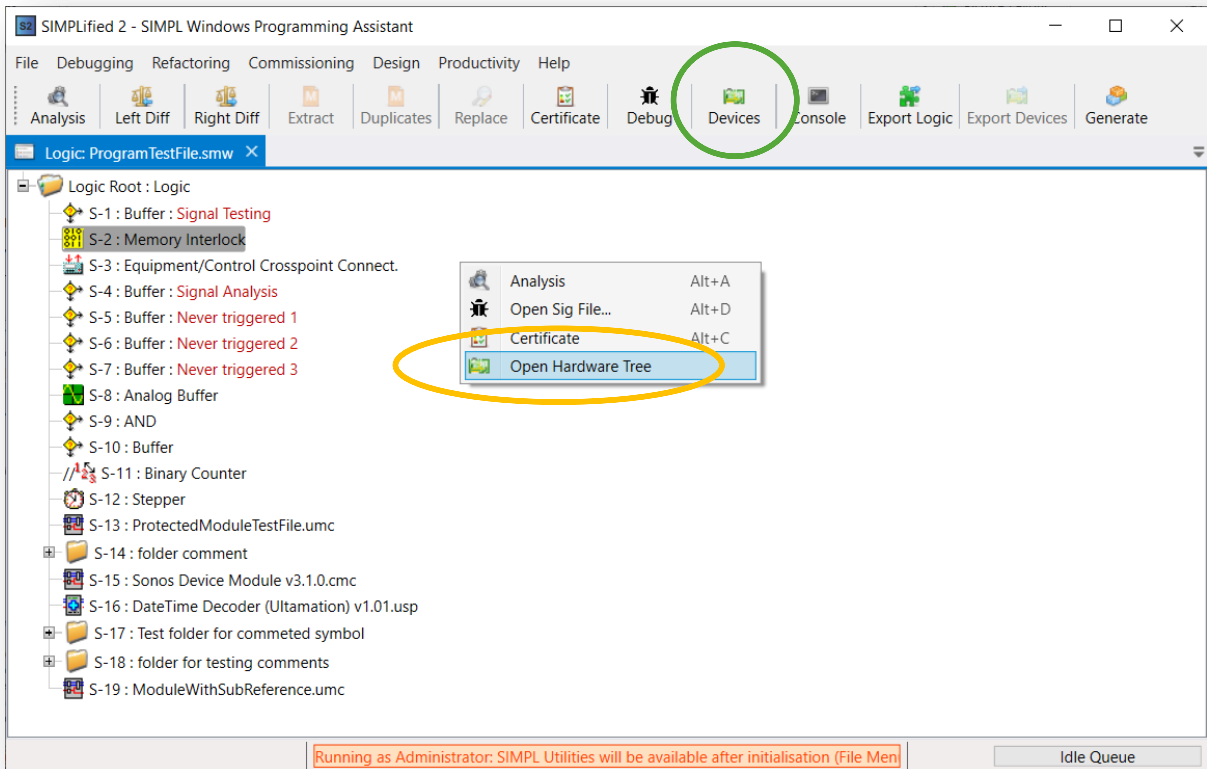 S2 SIMPLified 2 - SIMPL Windows Programming Assistant
File Debugging Refactoring Commissioning Design Productivity Help
Analysis Left Diff Right Diff Extract Duplicates Replace Certificate Debug Devices Console Export Logic Export Devices Generate
Logic: ProgramTestFile.smw
Logic Root : Logic
S-1 : Buffer : Signal Testing
S-2 : Memory Interlock
S-3 : Equipment/Control Crosspoint Connect.
S-4 : Buffer : Signal Analysis
S-5 : Buffer : Never triggered 1
S-6 : Buffer : Never triggered 2
S-7 : Buffer : Never triggered 3
S-8 : Analog Buffer
S-9 : AND
S-10 : Buffer
// S-11 : Binary Counter
S-12 : Stepper
S-13 : ProtectedModuleTestFile.umc
S-14 : folder comment
S-15 : Sonos Device Module v3.1.0.cmc
S-16 : DateTime Decoder (Ultamation) v1.01.usp
S-17 : Test folder for commeted symbol
S-18 : folder for testing comments
S-19 : ModuleWithSubReference.umc
Analysis Alt+A
Open Sig File... Alt+D
Certificate Alt+C
Open Hardware Tree
Running as Administrator: SIMPL Utilities will be available after initialisation (File Men
Idle Queue